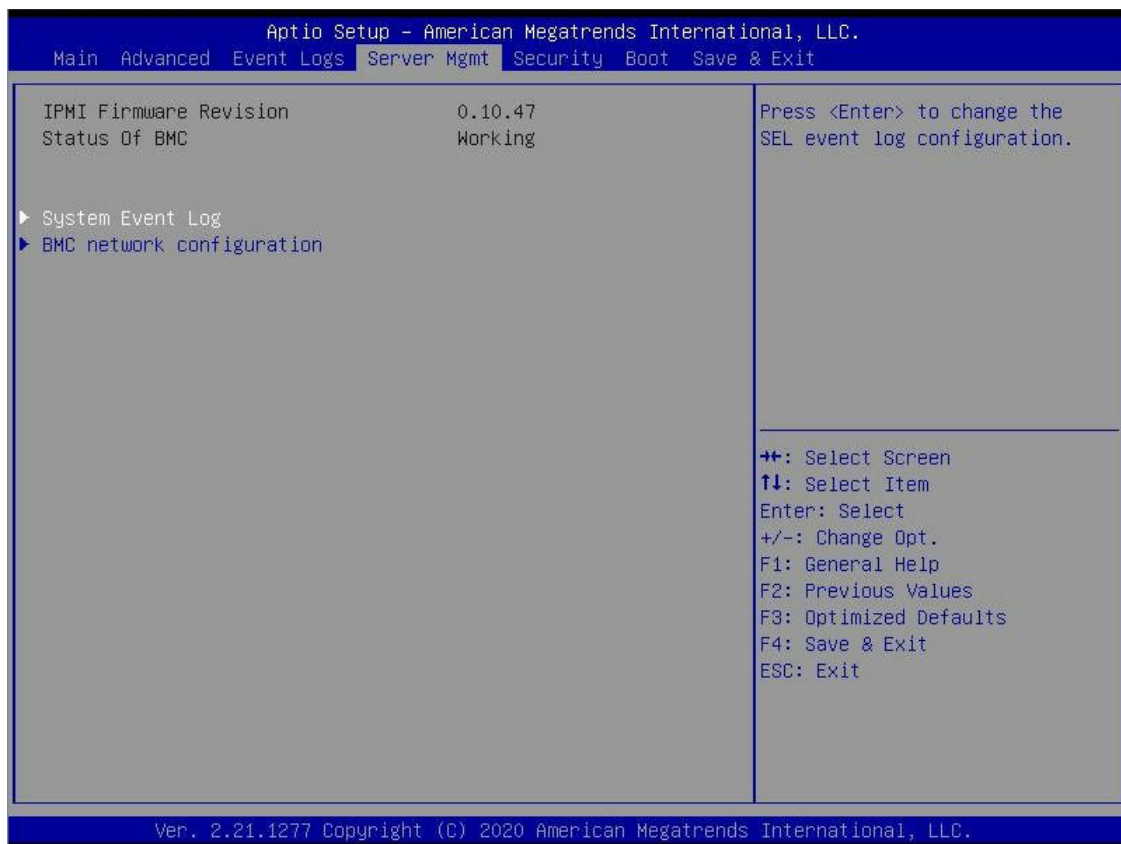 Aptio Setup – American Megatrends International, LLC.
Main Advanced Event Logs Server Mgmt Security Boot Save & Exit
IPMI Firmware Revision 0.10.47
Status Of BMC Working
System Event Log
BMC network configuration
Press <Enter> to change the
SEL event log configuration.
→←: Select Screen
↑↓: Select Item
Enter: Select
+/-: Change Opt.
F1: General Help
F2: Previous Values
F3: Optimized Defaults
F4: Save & Exit
ESC: Exit
Ver. 2.21.1277 Copyright (C) 2020 American Megatrends International, LLC.